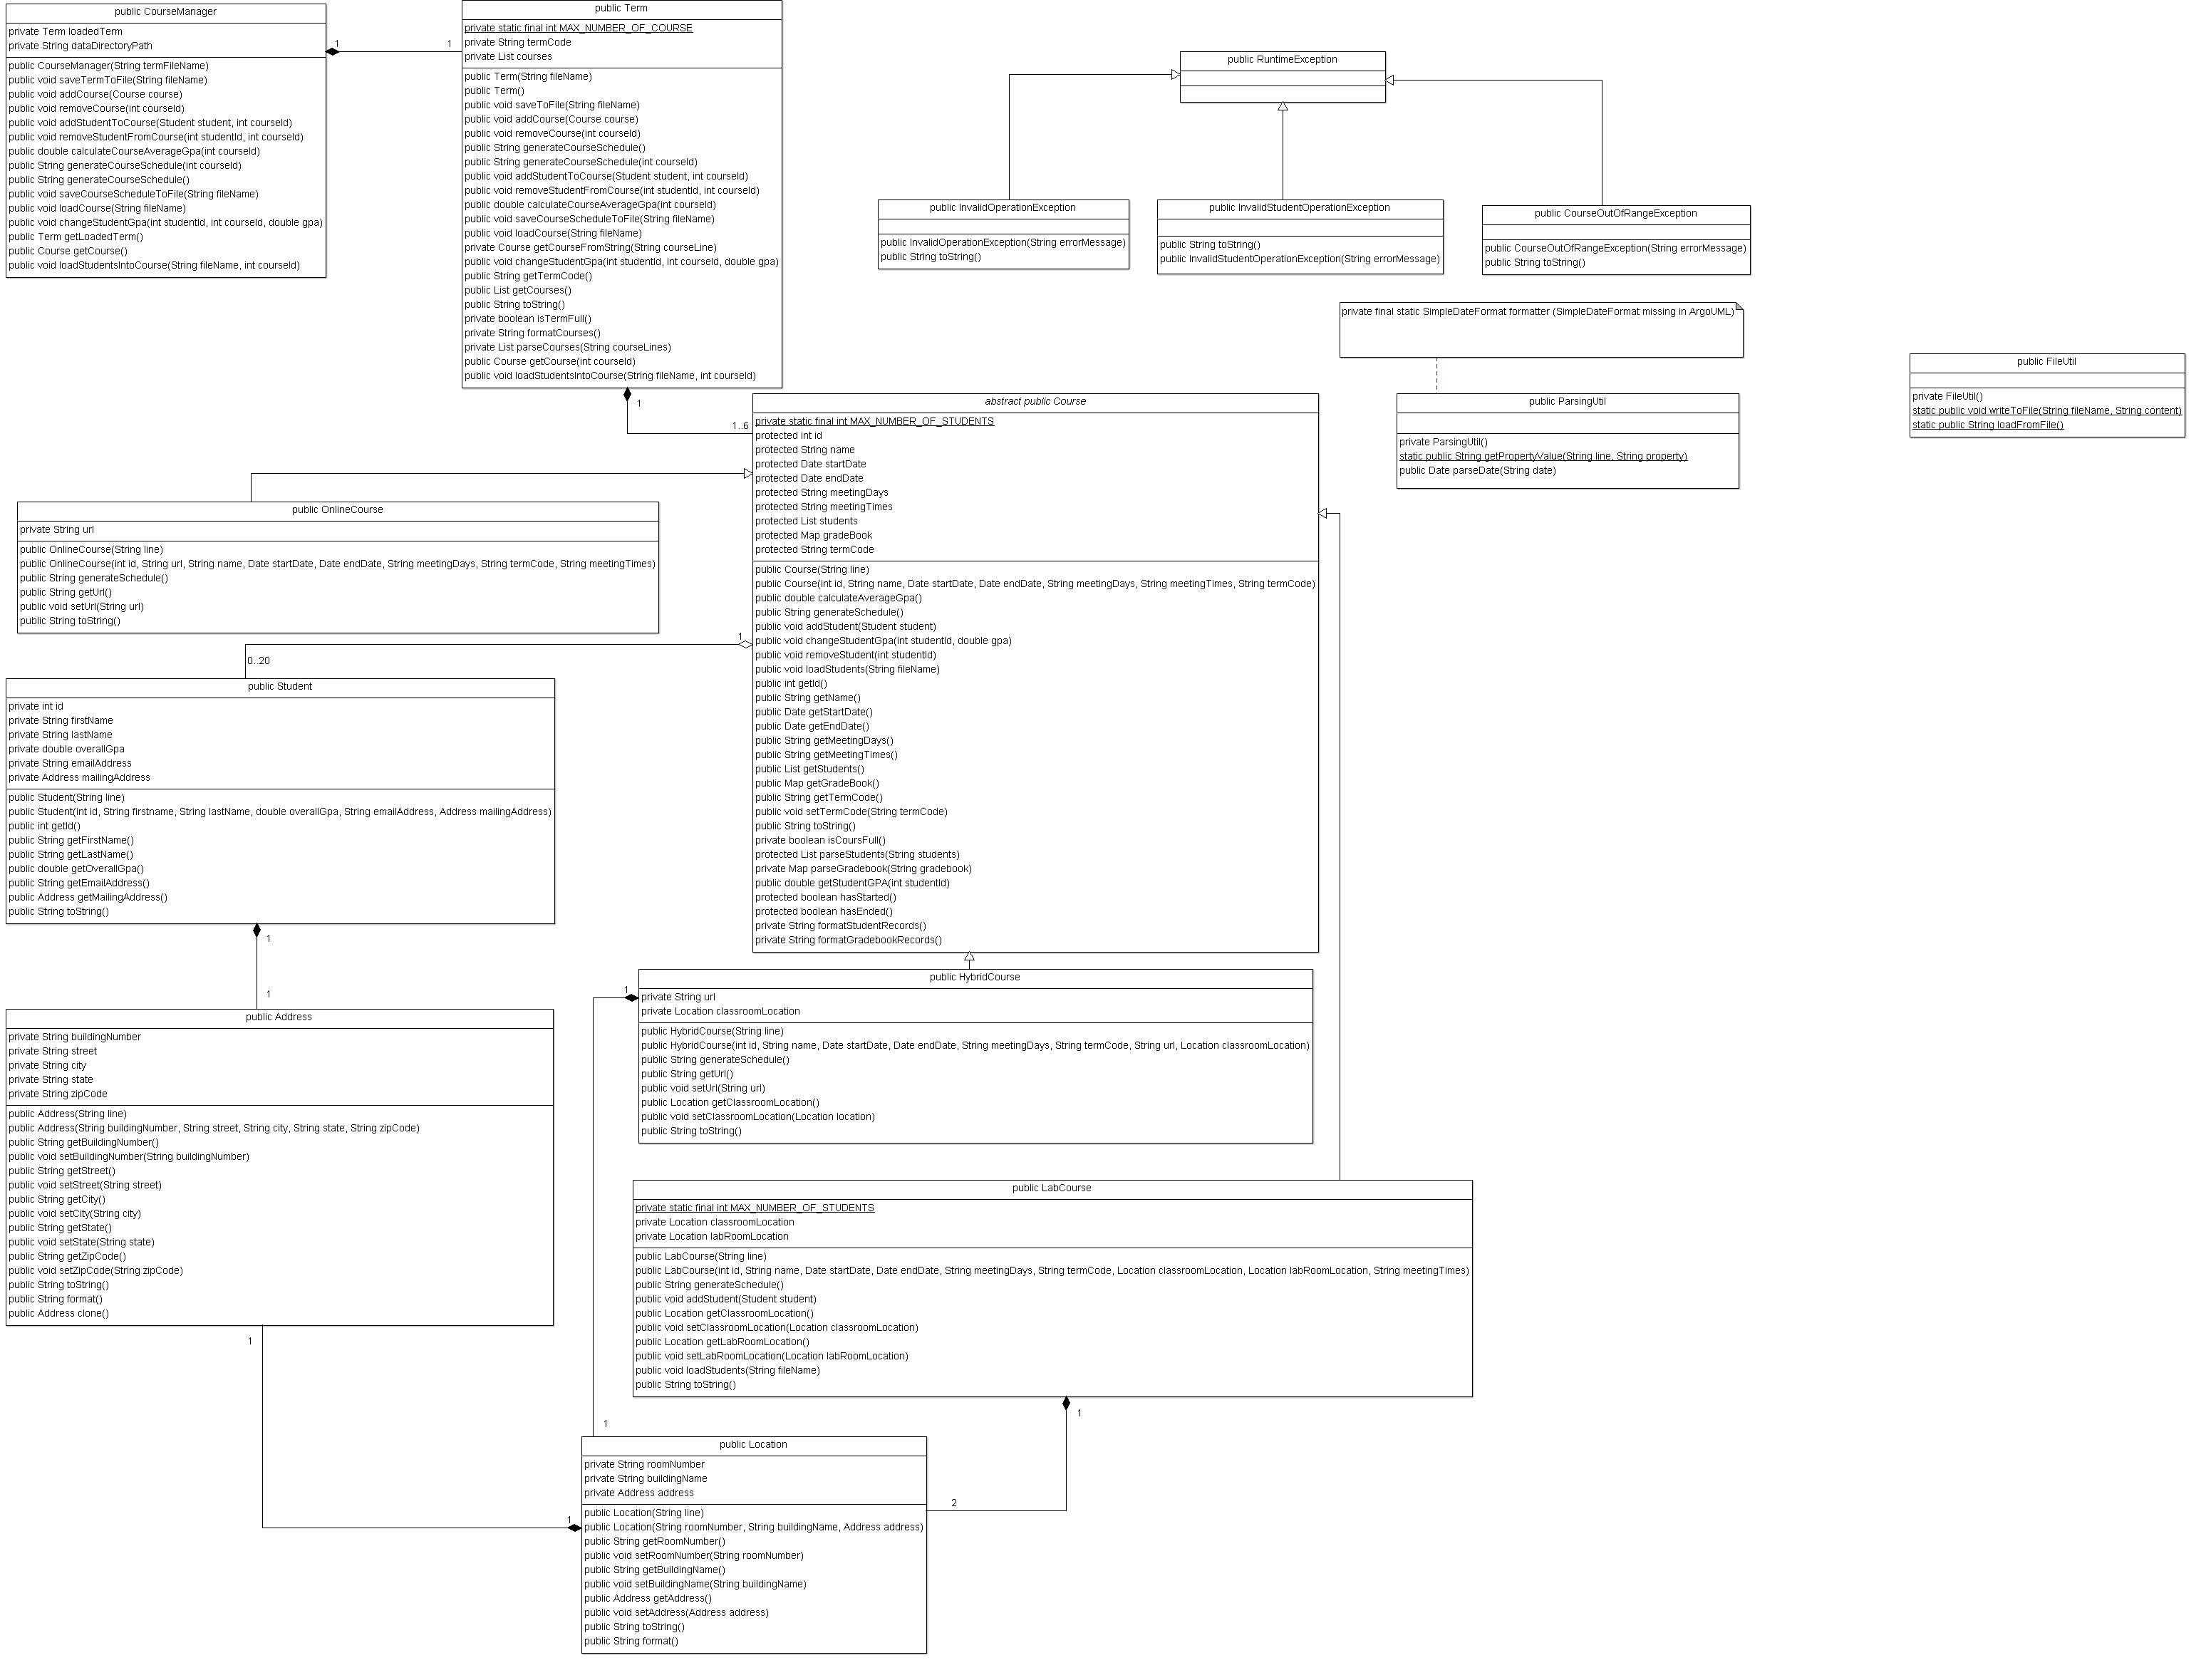 public CourseManager
private Term loadedTerm
private String dataDirectoryPath
public CourseManager(String termFileName)
public void saveTermToFile(String fileName)
public void addCourse(Course course)
public void removeCourse(int courseId)
public void addStudentToCourse(Student student, int courseId)
public void removeStudentFromCourse(int studentId, int courseId)
public double calculateCourseAverageGpa(int courseId)
public String generateCourseSchedule(int courseId)
public String generateCourseSchedule()
public void saveCourseScheduleToFile(String fileName)
public void loadCourse(String fileName)
public void changeStudentGpa(int studentId, int courseId, double gpa)
public Term getLoadedTerm()
public Course getCourse()
public void loadStudentsIntoCourse(String fileName, int courseId)
1
1
public Term
private static final int MAX_NUMBER_OF_COURSE
private String termCode
private List courses
public Term(String fileName)
public Term()
public void saveToFile(String fileName)
public void addCourse(Course course)
public void removeCourse(int courseId)
public String generateCourseSchedule()
public String generateCourseSchedule(int courseId)
public void addStudentToCourse(Student student, int courseId)
public void removeStudentFromCourse(int studentId, int courseId)
public double calculateCourseAverageGpa(int courseId)
public void saveCourseScheduleToFile(String fileName)
public void loadCourse(String fileName)
private Course getCourseFromString(String courseLine)
public void changeStudentGpa(int studentId, int courseId, double gpa)
public String getTermCode()
public List getCourses()
public String toString()
private boolean isTermFull()
private String formatCourses()
private List parseCourses(String courseLines)
public Course getCourse(int courseId)
public void loadStudentsIntoCourse(String fileName, int courseId)
1
1..6
public RuntimeException
public InvalidOperationException
public InvalidOperationException(String errorMessage)
public String toString()
public InvalidStudentOperationException
public String toString()
public InvalidStudentOperationException(String errorMessage)
public CourseOutOfRangeException
public CourseOutOfRangeException(String errorMessage)
public String toString()
private final static SimpleDateFormat formatter (SimpleDateFormat missing in ArgoUML)
public ParsingUtil
private ParsingUtil()
static public String getPropertyValue(String line, String property)
public Date parseDate(String date)
public FileUtil
private FileUtil()
static public void writeToFile(String fileName, String content)
static public String loadFromFile()
abstract public Course
private static final int MAX_NUMBER_OF_STUDENTS
protected int id
protected String name
protected Date startDate
protected Date endDate
protected String meetingDays
protected String meetingTimes
protected List students
protected Map gradeBook
protected String termCode
public Course(String line)
public Course(int id, String name, Date startDate, Date endDate, String meetingDays, String meetingTimes, String termCode)
public double calculateAverageGpa()
public String generateSchedule()
public void addStudent(Student student)
public void changeStudentGpa(int studentId, double gpa)
public void removeStudent(int studentId)
public void loadStudents(String fileName)
public int getId()
public String getName()
public Date getStartDate()
public Date getEndDate()
public String getMeetingDays()
public String getMeetingTimes()
public List getStudents()
public Map getGradeBook()
public String getTermCode()
public void setTermCode(String termCode)
public String toString()
private boolean isCoursFull()
protected List parseStudents(String students)
private Map parseGradebook(String gradebook)
public double getStudentGPA(int studentId)
protected boolean hasStarted()
protected boolean hasEnded()
private String formatStudentRecords()
private String formatGradebookRecords()
public OnlineCourse
private String url
public OnlineCourse(String line)
public OnlineCourse(int id, String url, String name, Date startDate, Date endDate, String meetingDays, String termCode, String meetingTimes)
public String generateSchedule()
public String getUrl()
public void setUrl(String url)
public String toString()
1
0..20
public Student
private int id
private String firstName
private String lastName
private double overallGpa
private String emailAddress
private Address mailingAddress
public Student(String line)
public Student(int id, String firstname, String lastName, double overallGpa, String emailAddress, Address mailingAddress)
public int getId()
public String getFirstName()
public String getLastName()
public double getOverallGpa()
public String getEmailAddress()
public Address getMailingAddress()
public String toString()
1
1
public Address
private String buildingNumber
private String street
private String city
private String state
private String zipCode
public Address(String line)
public Address(String buildingNumber, String street, String city, String state, String zipCode)
public String getBuildingNumber()
public void setBuildingNumber(String buildingNumber)
public String getStreet()
public void setStreet(String street)
public String getCity()
public void setCity(String city)
public String getState()
public void setState(String state)
public String getZipCode()
public void setZipCode(String zipCode)
public String toString()
public String format()
public Address clone()
1
public HybridCourse
1
private String url
private Location classroomLocation
public HybridCourse(String line)
public HybridCourse(int id, String name, Date startDate, Date endDate, String meetingDays, String termCode, String url, Location classroomLocation)
public String generateSchedule()
public String getUrl()
public void setUrl(String url)
public Location getClassroomLocation()
public void setClassroomLocation(Location location)
public String toString()
public LabCourse
private static final int MAX_NUMBER_OF_STUDENTS
private Location classroomLocation
private Location labRoomLocation
public LabCourse(String line)
public LabCourse(int id, String name, Date startDate, Date endDate, String meetingDays, String termCode, Location classroomLocation, Location labRoomLocation, String meetingTimes)
public String generateSchedule()
public void addStudent(Student student)
public Location getClassroomLocation()
public void setClassroomLocation(Location classroomLocation)
public Location getLabRoomLocation()
public void setLabRoomLocation(Location labRoomLocation)
public void loadStudents(String fileName)
public String toString()
1
1
2
1
public Location
private String roomNumber
private String buildingName
private Address address
public Location(String line)
public Location(String roomNumber, String buildingName, Address address)
public String getRoomNumber()
public void setRoomNumber(String roomNumber)
public String getBuildingName()
public void setBuildingName(String buildingName)
public Address getAddress()
public void setAddress(Address address)
public String toString()
public String format()